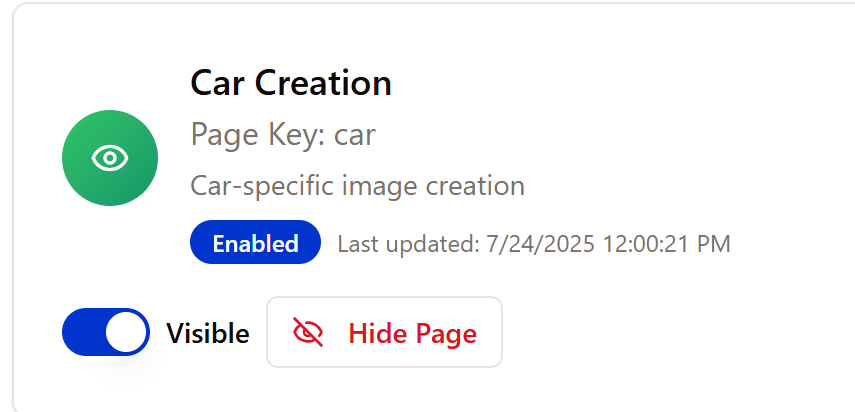 Car Creation
Page Key: car
Car-specific image creation
Enabled Last updated: 7/24/2025 12:00:21 PM
Visible Hide Page